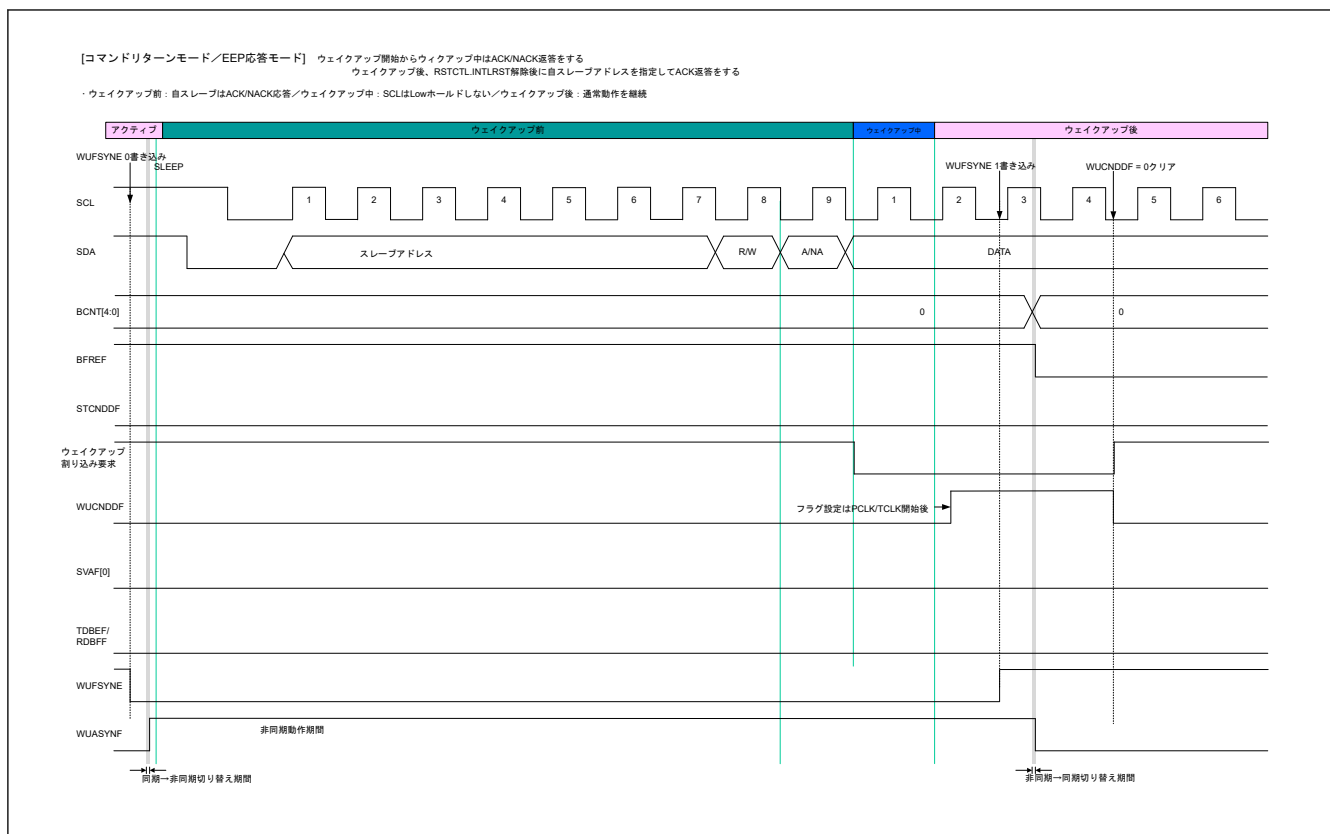 [コマンドリターンモード／EEP応答モード] ウェイクアップ開始からウィクアップ中はACK/NACK返答をする
ウェイクアップ後、RSTCTL.INTLRST解除後に自スレーブアドレスを指定してACK返答をする
・ウェイクアップ前：自スレーブはACK/NACK応答／ウェイクアップ中：SCLはLowホールドしない／ウェイクアップ後：通常動作を継続
アクティブ ウェイクアップ前 ウェイクアップ中 ウェイクアップ後
WUFSYNE 0書き込み WUFSYNE 1書き込み WUCNDDF = 0クリア
SLEEP
SCL 1 2 3 4 5 6 7 8 9 1 2 3 4 5 6
SDA スレーブアドレス R/W A/NA DATA
BCNT[4:0] 0 0
BFREF
STCNDDF
ウェイクアップ
割り込み要求
WUCNDDF フラグ設定はPCLK/TCLK開始後
SVAF[0]
TDBEF/
RDBFF
WUFSYNE
WUASYNF 非同期動作期間
同期→非同期切り替え期間 非同期→同期切り替え期間